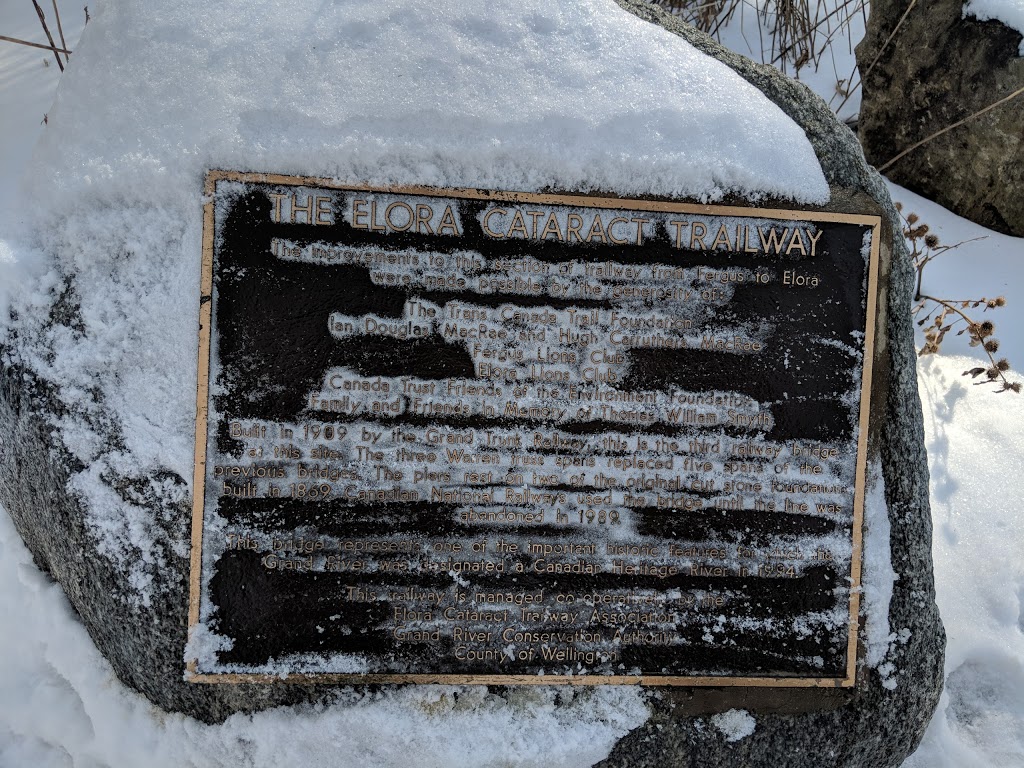 THE ELORA CATARACT TRAILWAY
The improvements to this section of trailway from Fergus to Elora
were made possible by the generosity of:
The Trans Canada Trail Foundation
Ian Douglas MacRae and Hugh Carruthers MacRae
Fergus Lions Club
Elora Lions Club
Canada Trust Friends of the Environment Foundation
Family and Friends in Memory of Thomas William Smyth
Built in 1909 by the Grand Trunk Railway, this is the third railway bridge
at this site. The three Warren truss spans replaced five spans of the
previous bridges. The piers rest on two of the original cut stone foundations
built in 1869. Canadian National Railways used the bridge until the line was
abandoned in 1989.
This bridge represents one of the important historic features for which the
Grand River was designated a Canadian Heritage River in 1994.
This trailway is managed co-operatively by the
Elora Cataract Trailway Association
Grand River Conservation Authority
County of Wellington